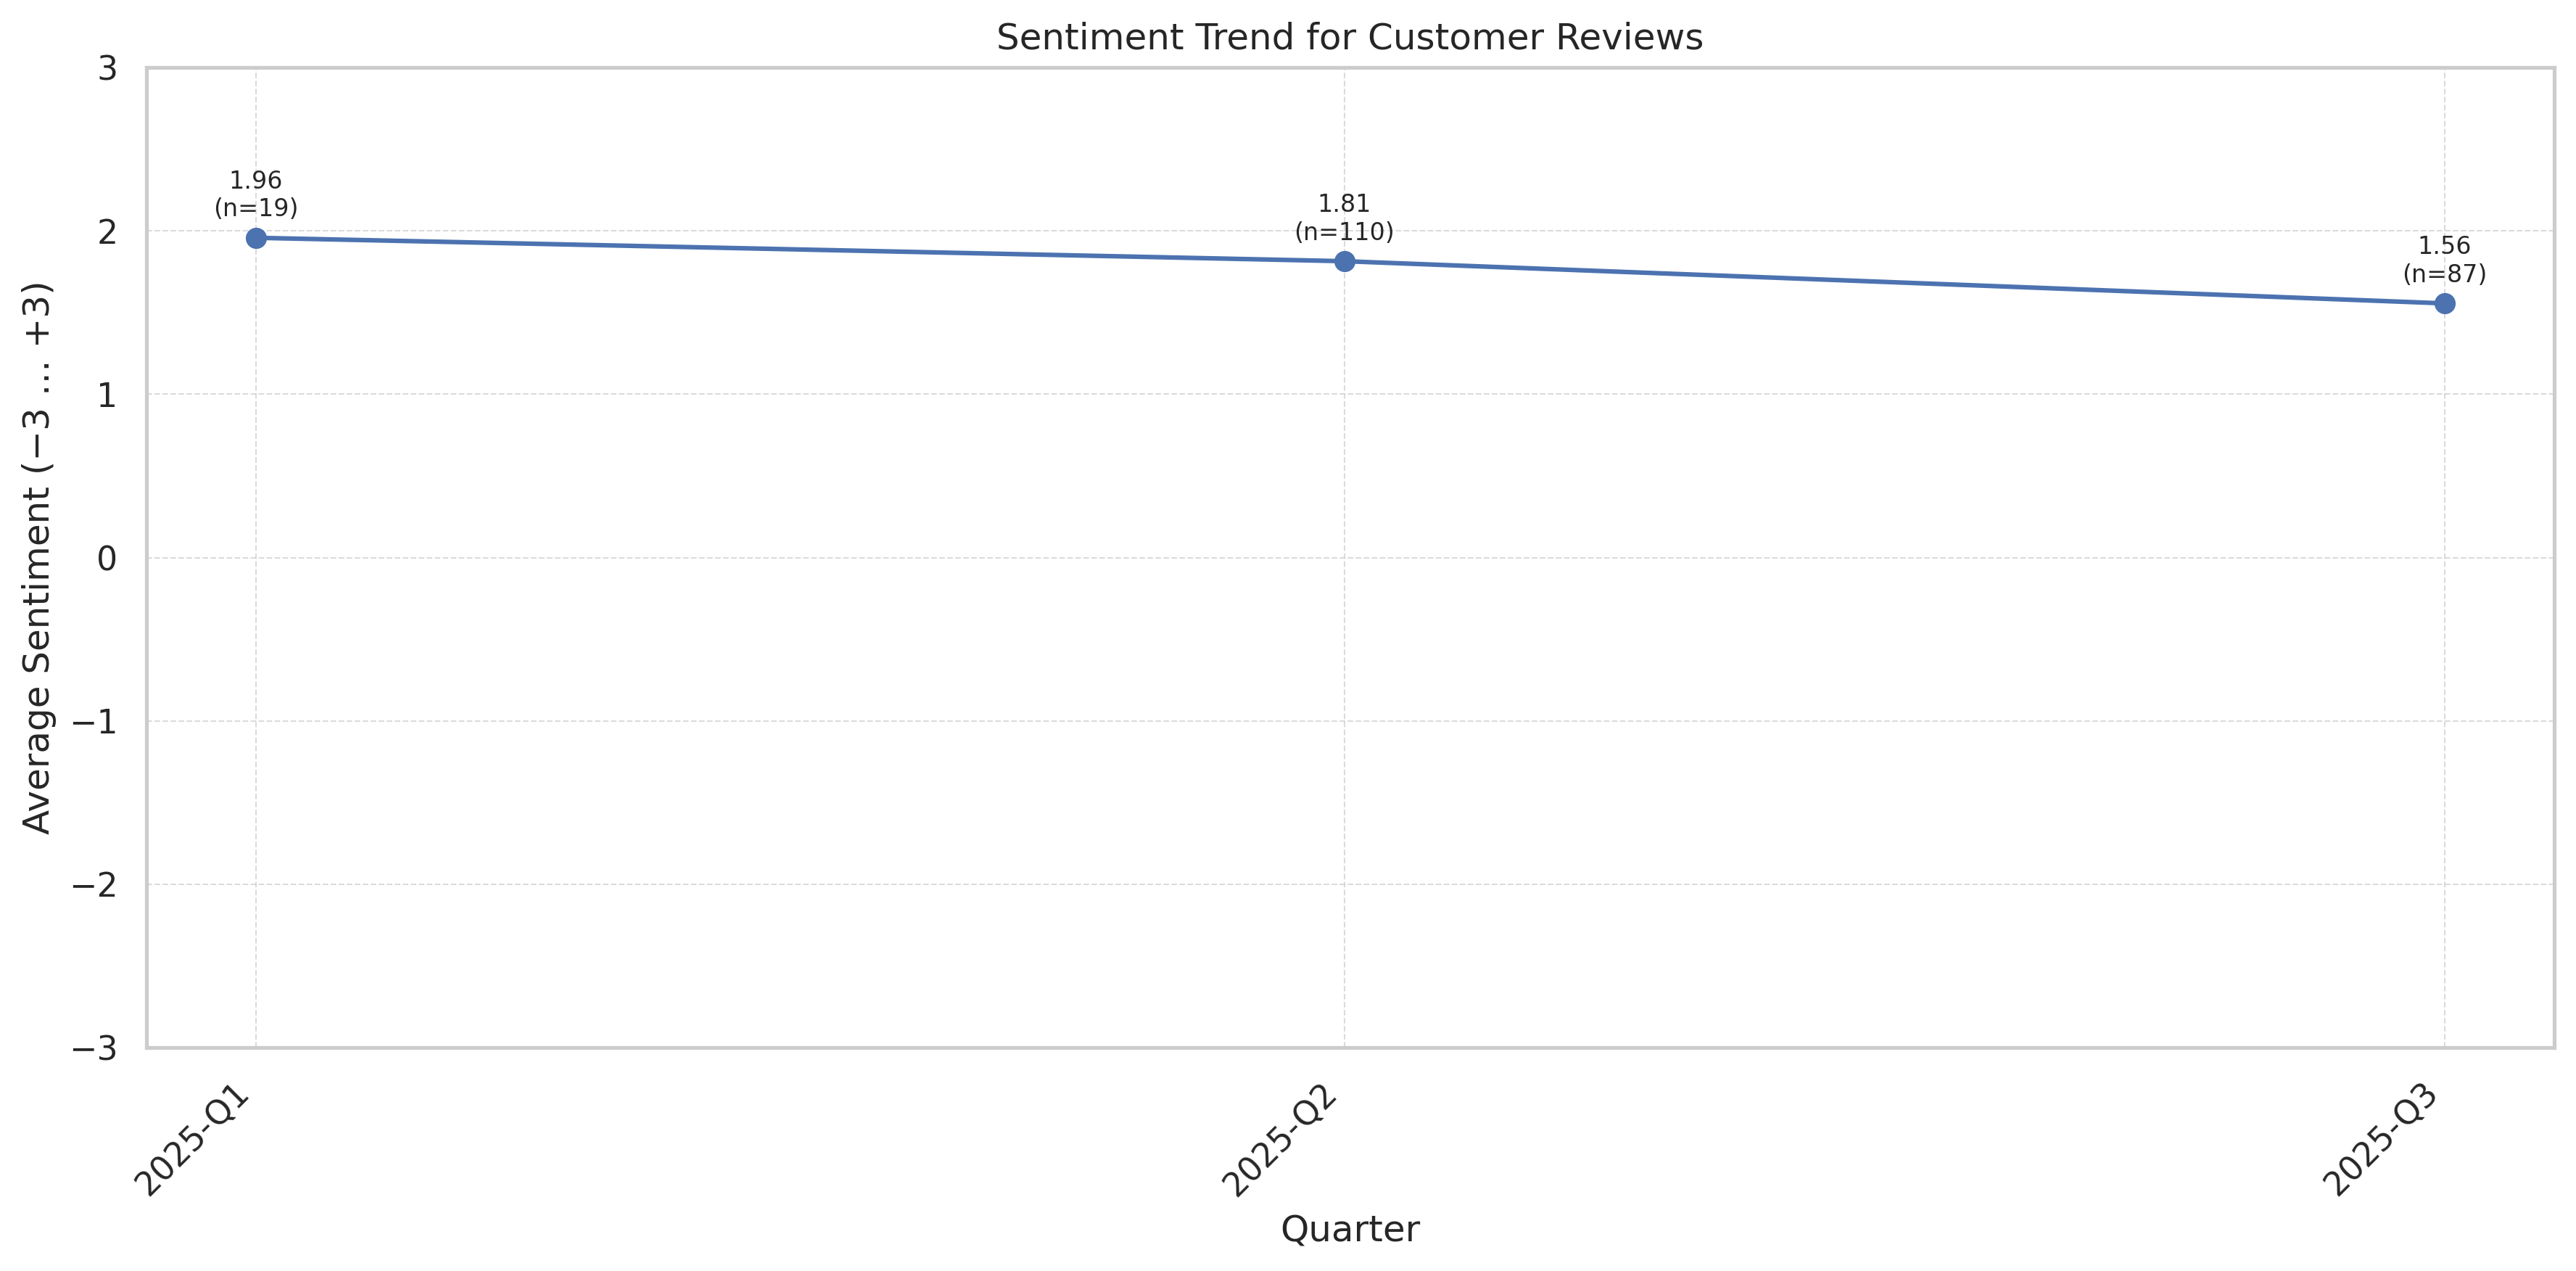 Sentiment Trend for Customer Reviews
3
2
1
0
−1
−2
−3
Average Sentiment (−3 … +3)
1.96
(n=19)
1.81
(n=110)
1.56
(n=87)
2025-Q1
2025-Q2
2025-Q3
Quarter